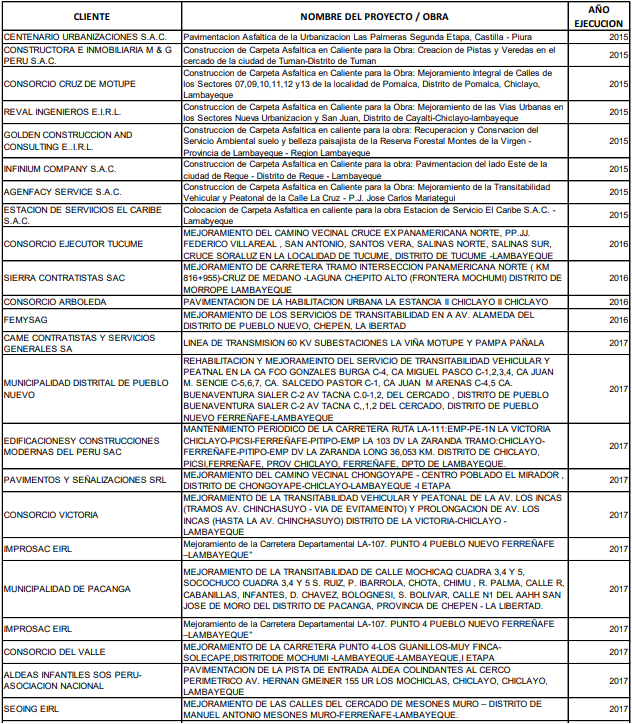 CLIENTE
NOMBRE DEL PROYECTO / OBRA
AÑO
EJECUCION
CENTENARIO URBANIZACIONES S.A.C.
Pavimentacion Asfaltica de la Urbanizacion Las Palmeras Segunda Etapa, Castilla - Piura
2015
CONSTRUCTORA E INMOBILIARIA M & G
PERU S.A.C.
Construccion de Carpeta Asfaltica en Caliente para la Obra: Creacion de Pistas y Veredas en el
cercado de la ciudad de Tuman-Distrito de Tuman
2015
CONSORCIO CRUZ DE MOTUPE
Construccion de Carpeta Asfaltica en Caliente para la Obra: Mejoramiento Integral de Calles de
los Sectores 07,09,10,11,12 y13 de la localidad de Pomalca, Distrito de Pomalca, Chiclayo,
Lambayeque
2015
REVAL INGENIEROS E.I.R.L.
Construccion de Carpeta Asfaltica en Caliente para la Obra: Mejoramiento de las Vias Urbanas en
los Sectores Nueva Urbanizacion y San Juan, Distrito de Cayalti-Chiclayo-lambayeque
2015
GOLDEN CONSTRUCCION AND
CONSULTING E..I.R.L.
Construccion de Carpeta Asfaltica en caliente para la obra: Recuperacion y Consrvacion del
Servicio Ambiental suelo y belleza paisajista de la Reserva Forestal Montes de la Virgen -
Provincia de Lambayeque - Region Lambayeque
2015
INFINIUM COMPANY S.A.C.
Construccion de Carpeta Asfaltica en Caliente para la Obra: Pavimentacion del lado Este de la
ciudad de Reque - Distrito de Reque - Lambayeque
2015
AGENFACY SERVICE S.A.C.
Construccion de Carpeta Asfaltica en Caliente para la Obra: Mejoramiento de la Transitabilidad
Vehicular y Peatonal de la Calle La Cruz - P.J. Jose Carlos Mariategui
2015
ESTACION DE SERVICIOS EL CARIBE
S.A.C.
Colocacion de Carpeta Asfaltica en caliente para la obra Estacion de Servicio El Caribe S.A.C. -
Lamabyeque
2015
CONSORCIO EJECUTOR TUCUME
MEJORAMIENTO DEL CAMINO VECINAL CRUCE EX PANAMERICANA NORTE, PP.JJ.
FEDERICO VILLAREAL , SAN ANTONIO, SANTOS VERA, SALINAS NORTE, SALINAS SUR,
CRUCE SORALUZ EN LA LOCALIDAD DE TUCUME, DISTRITO DE TUCUME -LAMBAYEQUE
2016
SIERRA CONTRATISTAS SAC
MEJORAMIENTO DE CARRETERA TRAMO INTERSECCION PANAMERICANA NORTE ( KM
816+955)-CRUZ DE MEDANO -LAGUNA CHEPITO ALTO (FRONTERA MOCHUMI) DISTRITO DE
MORROPE LAMBAYEQUE
2016
CONSORCIO ARBOLEDA
PAVIMENTACION DE LA HABILITACION URBANA LA ESTANCIA II CHICLAYO II CHICLAYO
2016
FEMYSAG
MEJORAMIENTO DE LOS SERVICIOS DE TRANSITABILIDAD EN A AV. ALAMEDA DEL
DISTRITO DE PUEBLO NUEVO, CHEPEN, LA IBERTAD
2016
CAME CONTRATISTAS Y SERVICIOS
GENERALES SA
LINEA DE TRANSMISION 60 KV SUBESTACIONES LA VIÑA MOTUPE Y PAMPA PAÑALA
2017
MUNICIPALIDAD DISTRITAL DE PUEBLO
NUEVO
REHABILITACION Y MEJORAMEINTO DEL SERVICIO DE TRANSITABILIDAD VEHICULAR Y
PEATNAL EN LA CA FCO GONZALES BURGA C-4, CA MIGUEL PASCO C-1,2,3,4, CA JUAN
M. SENCIE C-5,6,7, CA. SALCEDO PASTOR C-1, CA JUAN M ARENAS C-4,5 CA.
BUENAVENTURA SIALER C-2 AV TACNA C.0-1,2, DEL CERCADO , DISTRITO DE PUEBLO
BUENAVENTURA SIALER C-2 AV TACNA C,,1,2 DEL CERCADO, DISTRITO DE PUEBLO
NUEVO FERREÑAFE-LAMBAYEQUE
2017
EDIFICACIONESY CONSTRUCCIONES
MODERNAS DEL PERU SAC
MANTENIMIENTO PERIODICO DE LA CARRETERA RUTA LA-111:EMP-PE-1N LA VICTORIA
CHICLAYO-PICSI-FERREÑAFE-PITIPO-EMP LA 103 DV LA ZARANDA TRAMO:CHICLAYO-
FERREÑAFE-PITIPO-EMP DV LA ZARANDA LONG 36,053 KM. DISTRITO DE CHICLAYO,
PICSI,FERREÑAFE, PROV CHICLAYO, FERREÑAFE, DPTO DE LAMBAYEQUE.
2017
PAVIMENTOS Y SEÑALIZACIONES SRL
MEJORAMIENTO DEL CAMINO VECINAL CHONGOYAPE - CENTRO POBLADO EL MIRADOR ,
DISTRITO DE CHONGOYAPE-CHICLAYO-LAMBAYEQUE -I ETAPA
2017
CONSORCIO VICTORIA
MEJORAMIENTO DE LA TRANSITABILIDAD VEHICULAR Y PEATONAL DE LA AV. LOS INCAS
(TRAMOS AV. CHINCHASUYO - VIA DE EVITAMEINTO) Y PROLONGACION DE AV. LOS
INCAS (HASTA LA AV. CHINCHASUYO) DISTRITO DE LA VICTORIA-CHICLAYO -
LAMBAYEQUE
2017
IMPROSAC EIRL
Mejoramiento de la Carretera Departamental LA-107. PUNTO 4 PUEBLO NUEVO FERREÑAFE
–LAMBAYEQUE"
2017
MUNICIPALIDAD DE PACANGA
MEJORAMIENTO DE LA TRANSITABILIDAD DE CALLE MOCHICAQ CUADRA 3,4 Y 5,
SOCOCHUCO CUADRA 3,4 Y 5 S. RUIZ, P. IBARROLA, CHOTA, CHIMU , R. PALMA, CALLE R,
CABANILLAS, INFANTES, D. CHAVEZ, BOLOGNESI, S. BOLIVAR, CALLE N1 DEL AAHH SAN
JOSE DE MORO DEL DISTRITO DE PACANGA, PROVINCIA DE CHEPEN - LA LIBERTAD.
2017
IMPROSAC EIRL
Mejoramiento de la Carretera Departamental LA-107. PUNTO 4 PUEBLO NUEVO FERREÑAFE
–LAMBAYEQUE"
2017
CONSORCIO DEL VALLE
MEJORAMIENTO DE LA CARRETERA PUNTO 4-LOS GUANILLOS-MUY FINCA-
SOLECAPE,DISTRITODE MOCHUMI -LAMBAYEQUE-LAMBAYEQUE,I ETAPA
2017
ALDEAS INFANTILES SOS PERU-
ASOCIACION NACIONAL
PAVIMENTACION DE LA PISTA DE ENTRADA ALDEA COLINDANTES AL CERCO
PERIMETRICO AV. HERNAN GMEINER 155 UR LOS MOCHICLAS, CHICLAYO, CHICLAYO,
LAMBAYEQUE
2017
SEOING EIRL
MEJORAMIENTO DE LAS CALLES DEL CERCADO DE MESONES MURO – DISTRITO DE
MANUEL ANTONIO MESONES MURO-FERREÑAFE-LAMBAYEQUE.
2017